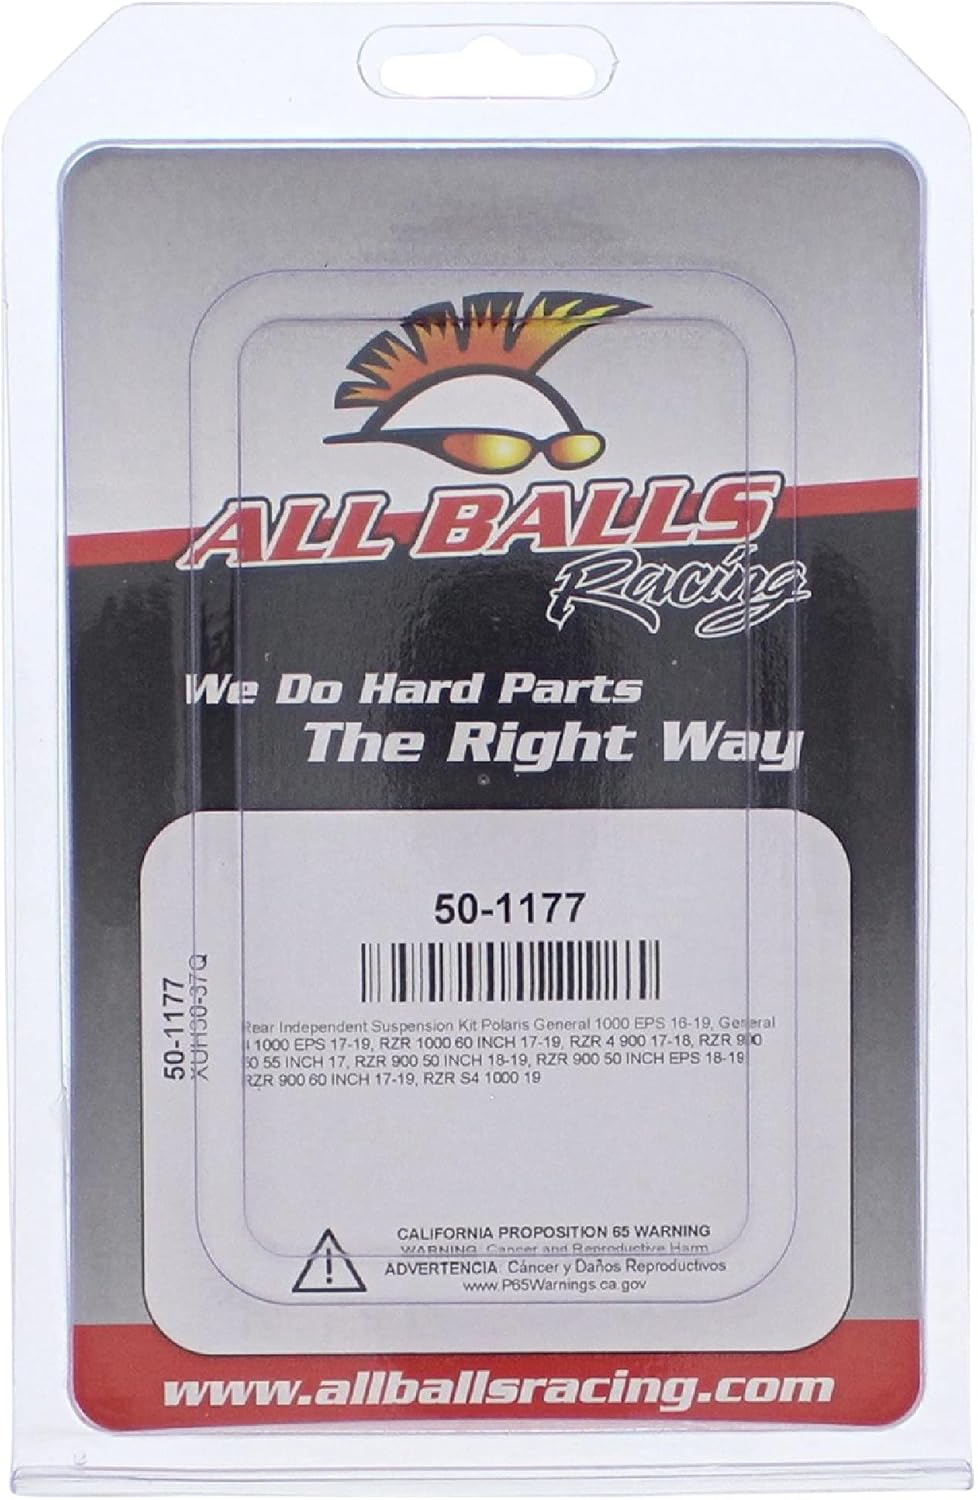 ALL BALLS
Racing
We Do Hard Parts
The Right Way
50-1177
50-1177
XUH30-37Q
Rear Independent Suspension Kit Polaris General 1000 EPS 16-19, General
4 1000 EPS 17-19, RZR 1000 60 INCH 17-19, RZR 4 900 17-18, RZR 900
50 55 INCH 17, RZR 900 50 INCH 18-19, RZR 900 50 INCH EPS 18-19
RZR 900 60 INCH 17-19, RZR S4 1000 19
CALIFORNIA PROPOSITION 65 WARNING
WARNING: Cancer and Reproductive Harm
ADVERTENCIA: Cáncer y Daños Reproductivos
www.P65Warnings.ca.gov
www.allballsracing.com